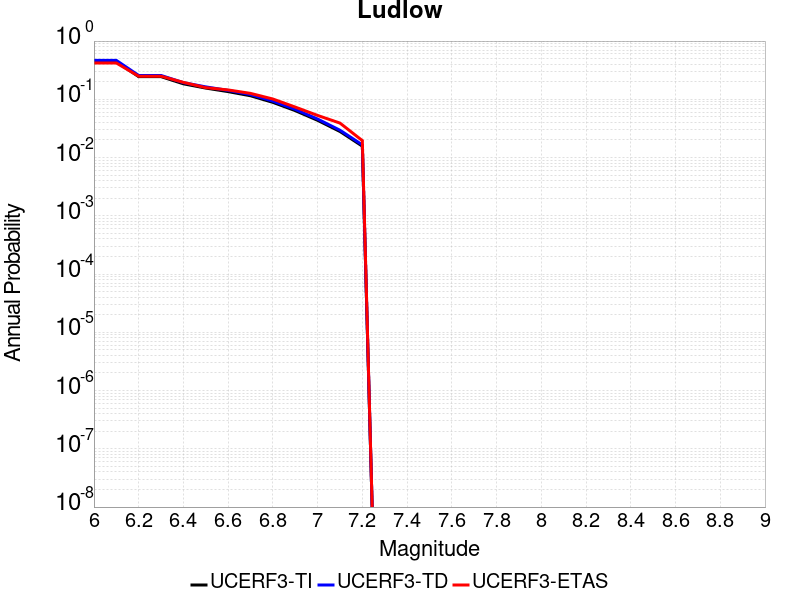 Ludlow
Annual Probability
10^0
10^-1
10^-2
10^-3
10^-4
10^-5
10^-6
10^-7
10^-8
6 6.2 6.4 6.6 6.8 7 7.2 7.4 7.6 7.8 8 8.2 8.4 8.6 8.8 9
Magnitude
UCERF3-TI UCERF3-TD UCERF3-ETAS